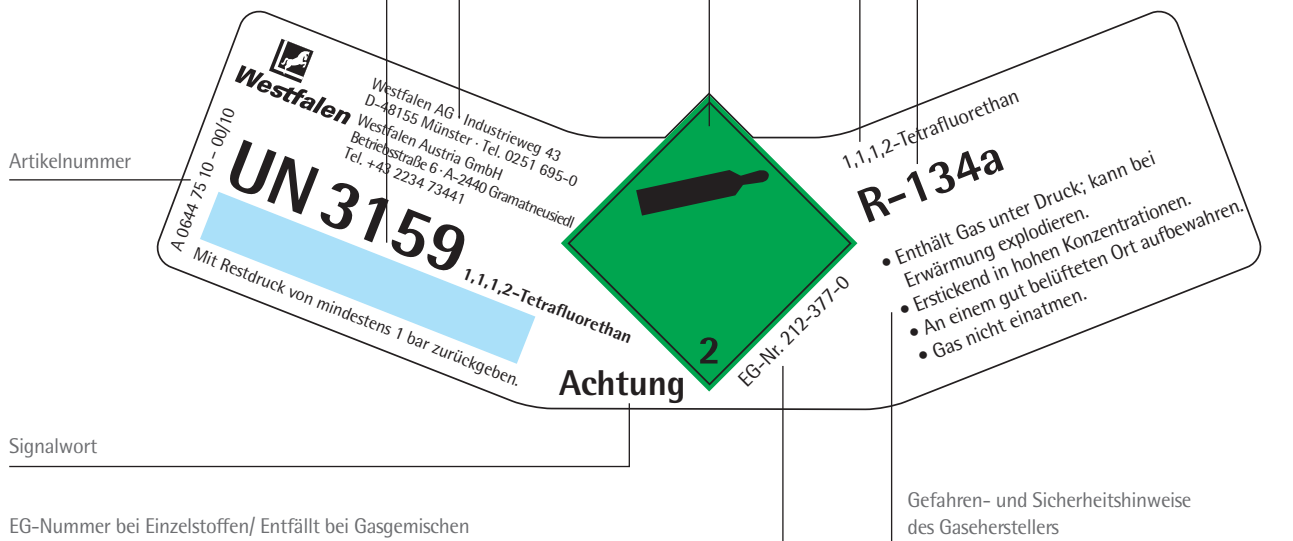 Artikelnummer
A 0644 75 10 – 00/10
Westfalen
Westfalen AG · Industrieweg 43
D-48155 Münster · Tel. 0251 695-0
Westfalen Austria GmbH
Betriebsstraße 6 · A-2440 Gramatneusiedl
Tel. +43 2234 73441
UN 3159
1,1,1,2-Tetrafluorethan
Mit Restdruck von mindestens 1 bar zurückgeben.
Achtung
2
EG-Nr. 212-377-0
1,1,1,2-Tetrafluorethan
R-134a
• Enthält Gas unter Druck; kann bei
Erwärmung explodieren.
• Erstickend in hohen Konzentrationen.
• An einem gut belüfteten Ort aufbewahren.
• Gas nicht einatmen.
Signalwort
EG-Nummer bei Einzelstoffen/ Entfällt bei Gasgemischen
Gefahren- und Sicherheitshinweise
des Gaseherstellers